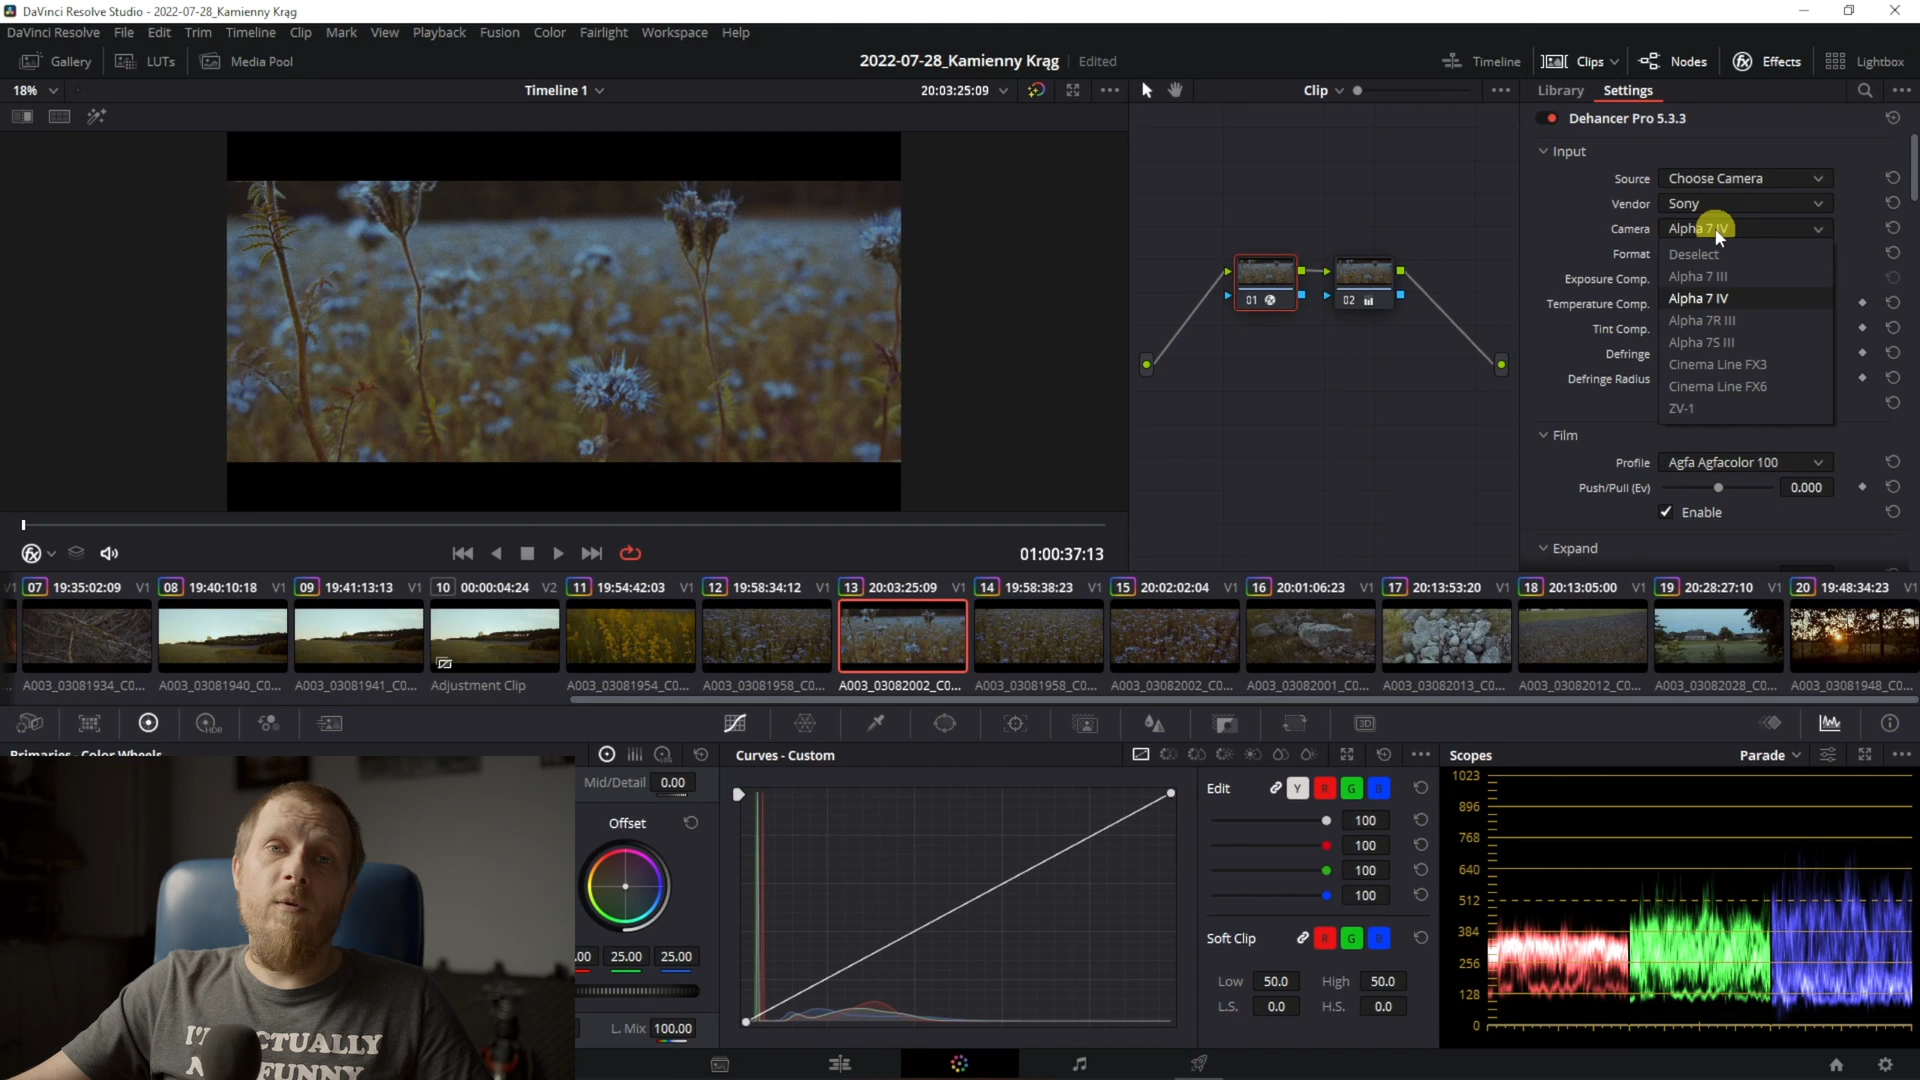 DaVinci Resolve Studio - 2022-07-28_Kamienny Krąg
DaVinci Resolve File Edit Trim Timeline Clip Mark View Playback Fusion Color Fairlight Workspace Help
Gallery LUTs Media Pool 2022-07-28_Kamienny Krąg Edited Timeline Clips Nodes Effects Lightbox
18% Timeline 1 20:03:25:09 Clip Library Settings
Dehancer Pro 5.3.3
Input
Source Choose Camera
Vendor Sony
Camera Alpha 7 IV
Format Deselect
Exposure Comp. Alpha 7 III
Temperature Comp. Alpha 7 IV
Tint Comp. Alpha 7R III
Defringe Alpha 7S III
Defringe Radius Cinema Line FX3
Cinema Line FX6
ZV-1
01 02
Film
Profile Agfa Agfacolor 100
Push/Pull (Ev) 0.000
Enable
Expand
01:00:37:13
V1 07 19:35:02:09 V1 08 19:40:10:18 V1 09 19:41:13:13 V1 10 00:00:04:24 V2 11 19:54:42:03 V1 12 19:58:34:12 V1 13 20:03:25:09 V1 14 19:58:38:23 V1 15 20:02:02:04 V1 16 20:01:06:23 V1 17 20:13:53:20 V1 18 20:13:05:00 V1 19 20:28:27:10 V1 20 19:48:34:23 V1
... A003_03081934_C0... A003_03081940_C0... A003_03081941_C0... Adjustment Clip A003_03081954_C0... A003_03081958_C0... A003_03082002_C0... A003_03081958_C0... A003_03082002_C0... A003_03082001_C0... A003_03082013_C0... A003_03082012_C0... A003_03082028_C0... A003_03081948_C0...
HDR 3D
Primaries - Color Wheels LOG Curves - Custom Scopes Parade
Mid/Detail 0.00
Offset
.00 25.00 25.00
L. Mix 100.00
Edit Y R G B
100
100
100
100
Soft Clip R G B
Low 50.0 High 50.0
L.S. 0.0 H.S. 0.0
1023
896
768
640
512
384
256
128
0
I'M ACTUALLY
A FUNNY